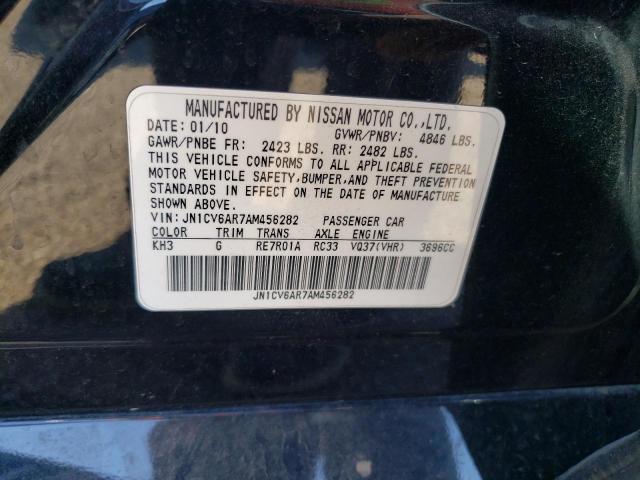 MANUFACTURED BY NISSAN MOTOR CO.,LTD.
DATE: 01/10 GVWR/PNBV: 4846 LBS.
GAWR/PNBE FR: 2423 LBS. RR: 2482 LBS.
THIS VEHICLE CONFORMS TO ALL APPLICABLE FEDERAL
MOTOR VEHICLE SAFETY,BUMPER,AND THEFT PREVENTION
STANDARDS IN EFFECT ON THE DATE OF MANUFACTURE
SHOWN ABOVE.
VIN: JN1CV6AR7AM456282 PASSENGER CAR
COLOR TRIM TRANS AXLE ENGINE
KH3 G RE7R01A RC33 VQ37(VHR) 3696CC
JN1CV6AR7AM456282